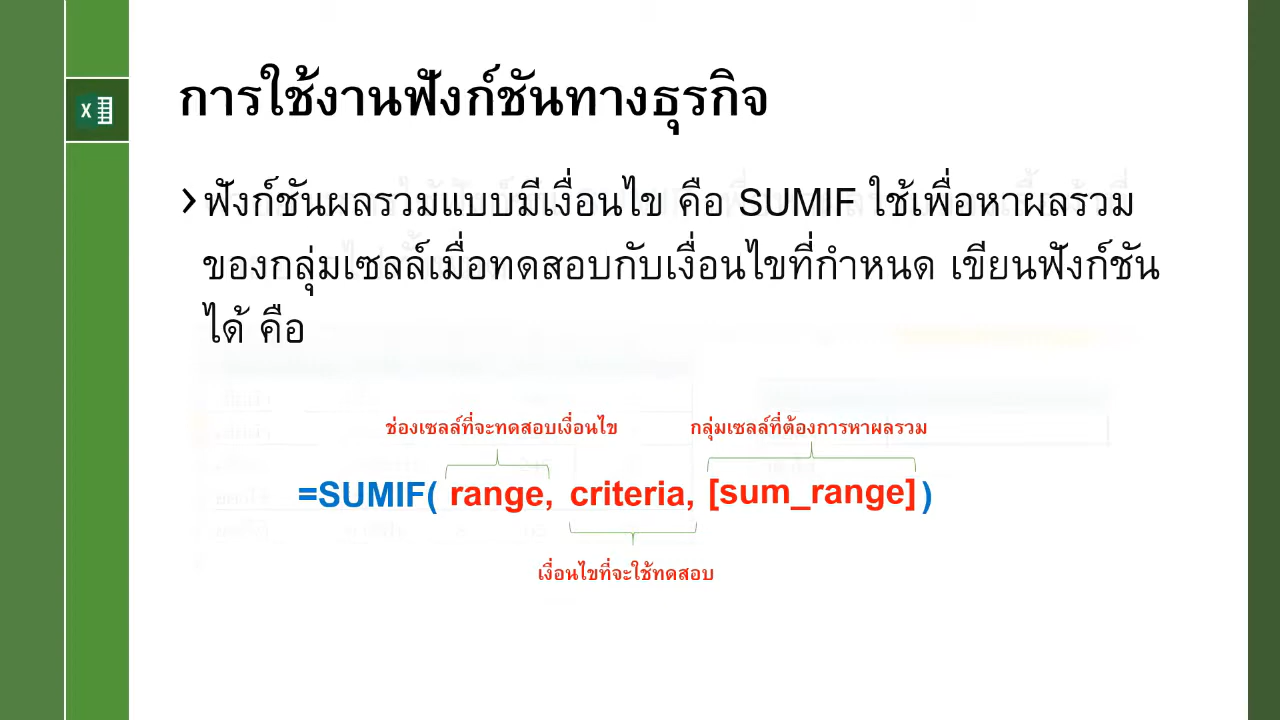 การใช้งานฟังก์ชันทางธุรกิจ
ฟังก์ชันผลรวมแบบมีเงื่อนไข คือ SUMIF ใช้เพื่อหาผลรวม
ของกลุ่มเซลล์เมื่อทดสอบกับเงื่อนไขที่กำหนด เขียนฟังก์ชัน
ได้ คือ
ช่องเซลล์ที่จะทดสอบเงื่อนไข กลุ่มเซลล์ที่ต้องการหาผลรวม
=SUMIF( range, criteria, [sum_range] )
เงื่อนไขที่จะใช้ทดสอบ